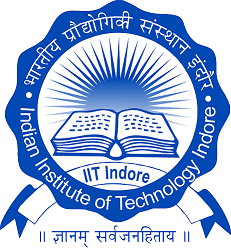 • भारतीय प्रौद्योगिकी संस्थान इंदौर •
Indian Institute of Technology Indore
IIT Indore
॥ ज्ञानम् सर्वजनहिताय ॥